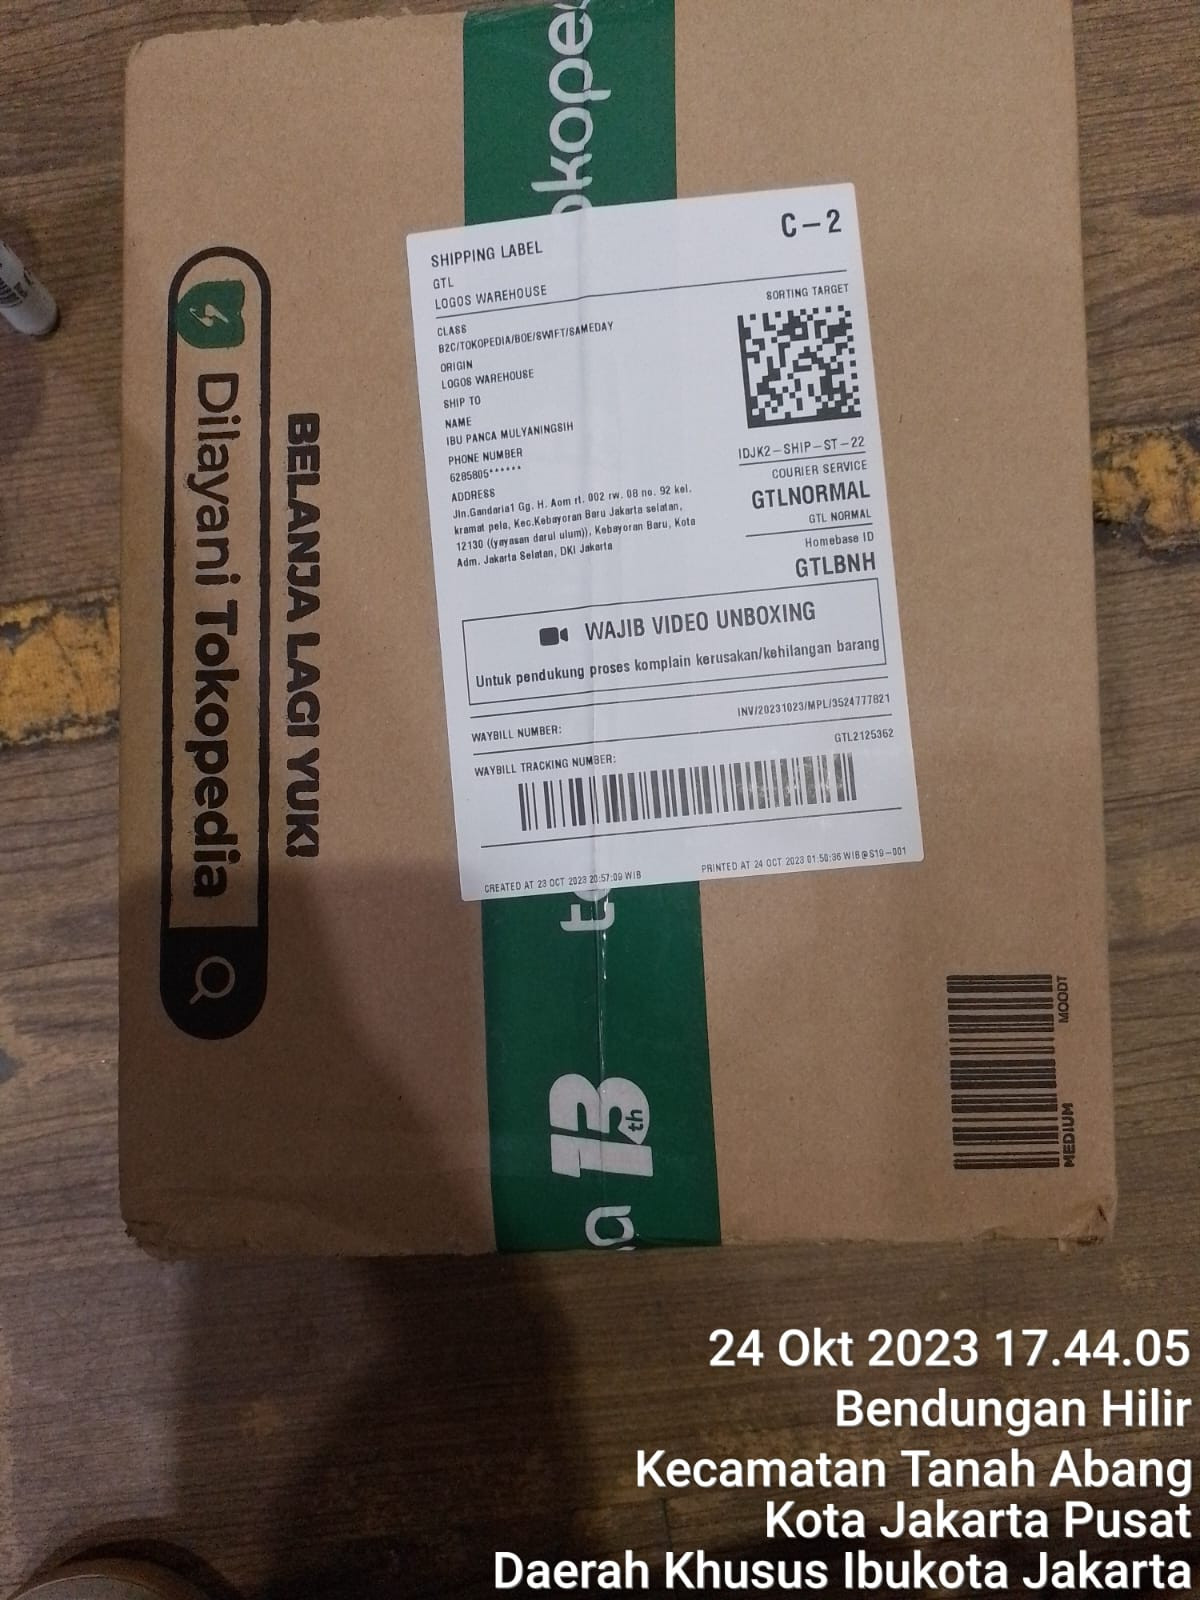 okope
C-2
SHIPPING LABEL
GTL
LOGOS WAREHOUSE
SORTING TARGET
CLASS
B2C/TOKOPEDIA/BOE/SWIFT/SAMEDAY
ORIGIN
LOGOS WAREHOUSE
SHIP TO
NAME
IBU PANCA MULYANINGSIH
PHONE NUMBER
6285805******
ADDRESS
Jln.Gandaria1 Gg. H. Aom rt. 002 rw. 08 no. 92 kel.
kramat pela, Kec.Kebayoran Baru Jakarta selatan,
12130 ((yayasan darul ulum)), Kebayoran Baru, Kota
Adm. Jakarta Selatan, DKI Jakarta
IDJK2-SHIP-ST-22
COURIER SERVICE
GTLNORMAL
GTL NORMAL
Homebase ID
GTLBNH
WAJIB VIDEO UNBOXING
Untuk pendukung proses komplain kerusakan/kehilangan barang
WAYBILL NUMBER: INV/20231023/MPL/3524777821
WAYBILL TRACKING NUMBER: GTL2125362
CREATED AT 23 OCT 2023 20:57:09 WIB
PRINTED AT 24 OCT 2023 01:50:36 WIB@S19-001
Dilayani Tokopedia
BELANJA LAGI YUK!
13th
a
MEDIUM
MOODT
24 Okt 2023 17.44.05
Bendungan Hilir
Kecamatan Tanah Abang
Kota Jakarta Pusat
Daerah Khusus Ibukota Jakarta